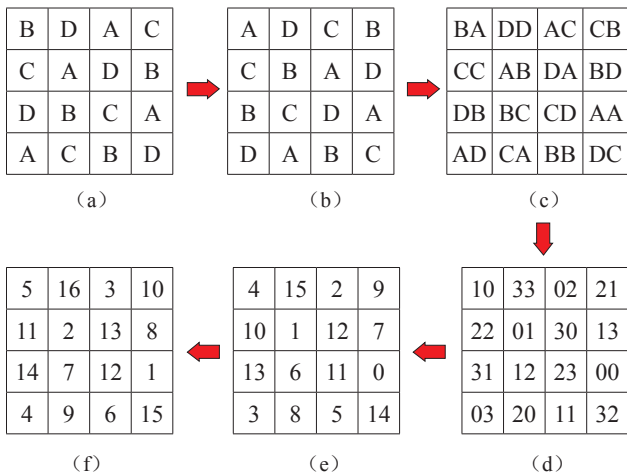 B D A C
C A D B
D B C A
A C B D
（a）
A D C B
C B A D
B C D A
D A B C
（b）
BA DD AC CB
CC AB DA BD
DB BC CD AA
AD CA BB DC
（c）
5 16 3 10
11 2 13 8
14 7 12 1
4 9 6 15
（f）
4 15 2 9
10 1 12 7
13 6 11 0
3 8 5 14
（e）
10 33 02 21
22 01 30 13
31 12 23 00
03 20 11 32
（d）